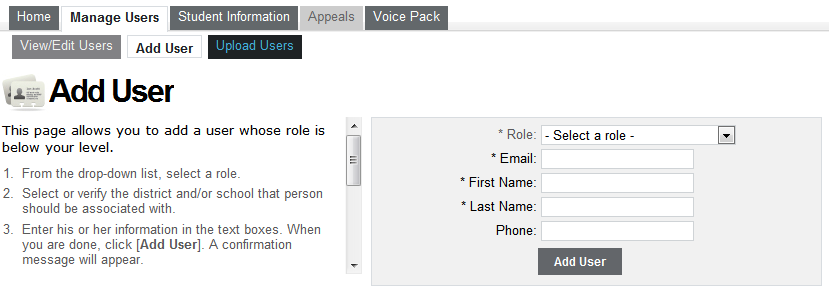 Home Manage Users Student Information Appeals Voice Pack
View/Edit Users Add User Upload Users
Add User
This page allows you to add a user whose role is
below your level.
1. From the drop-down list, select a role.
2. Select or verify the district and/or school that person
should be associated with.
3. Enter his or her information in the text boxes. When
you are done, click [Add User]. A confirmation
message will appear.
* Role: - Select a role -
* Email:
* First Name:
* Last Name:
Phone:
Add User